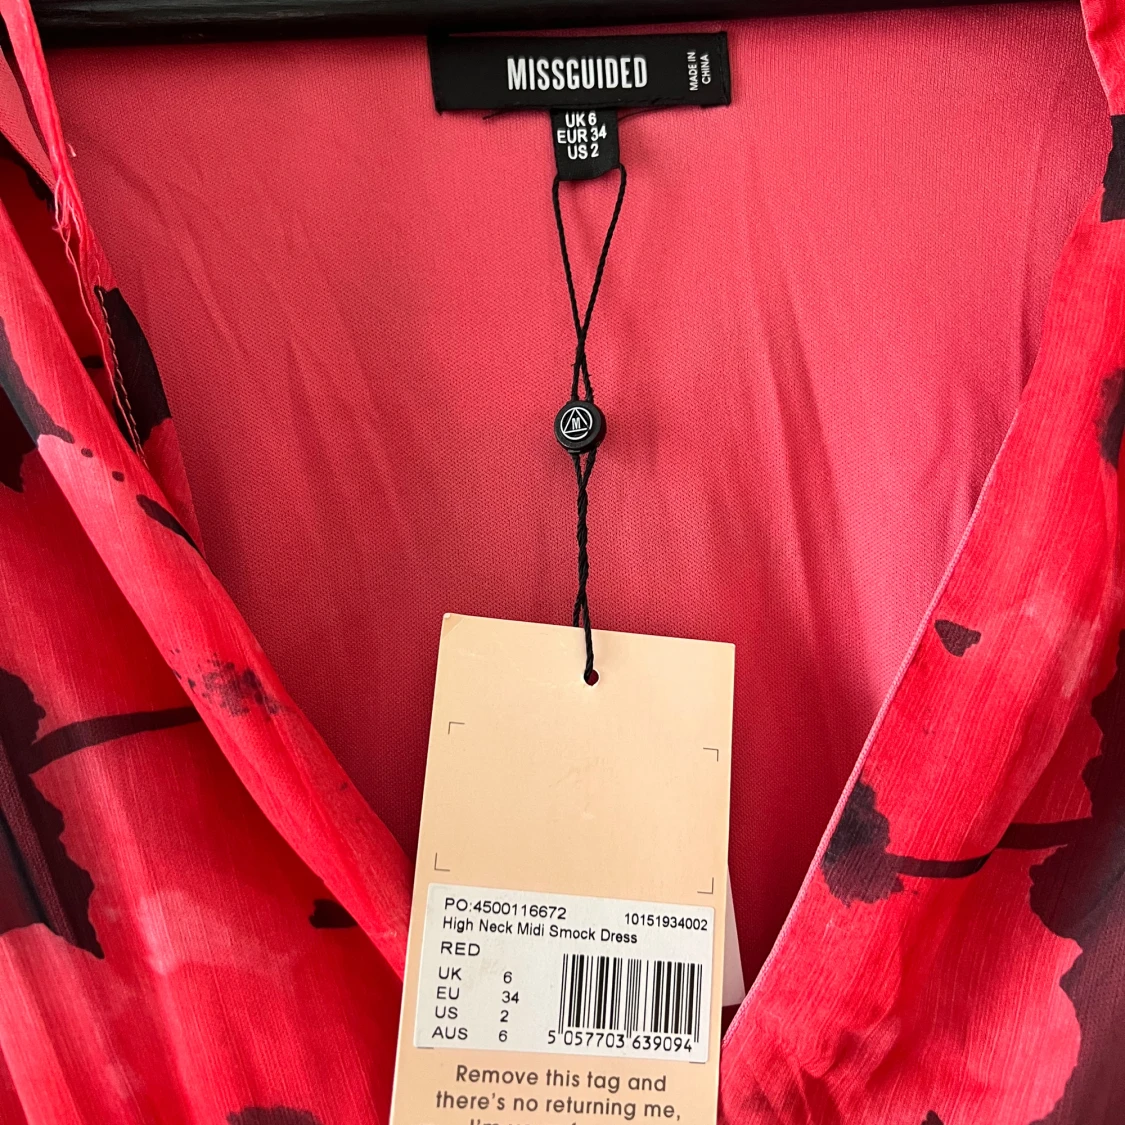 MISSGUIDED
MADE IN
CHINA
UK 6
EUR 34
US 2
M
PO:4500116672 10151934002
High Neck Midi Smock Dress
RED
UK 6
EU 34
US 2
AUS 6
5 057703 639094
Remove this tag and
there's no returning me,